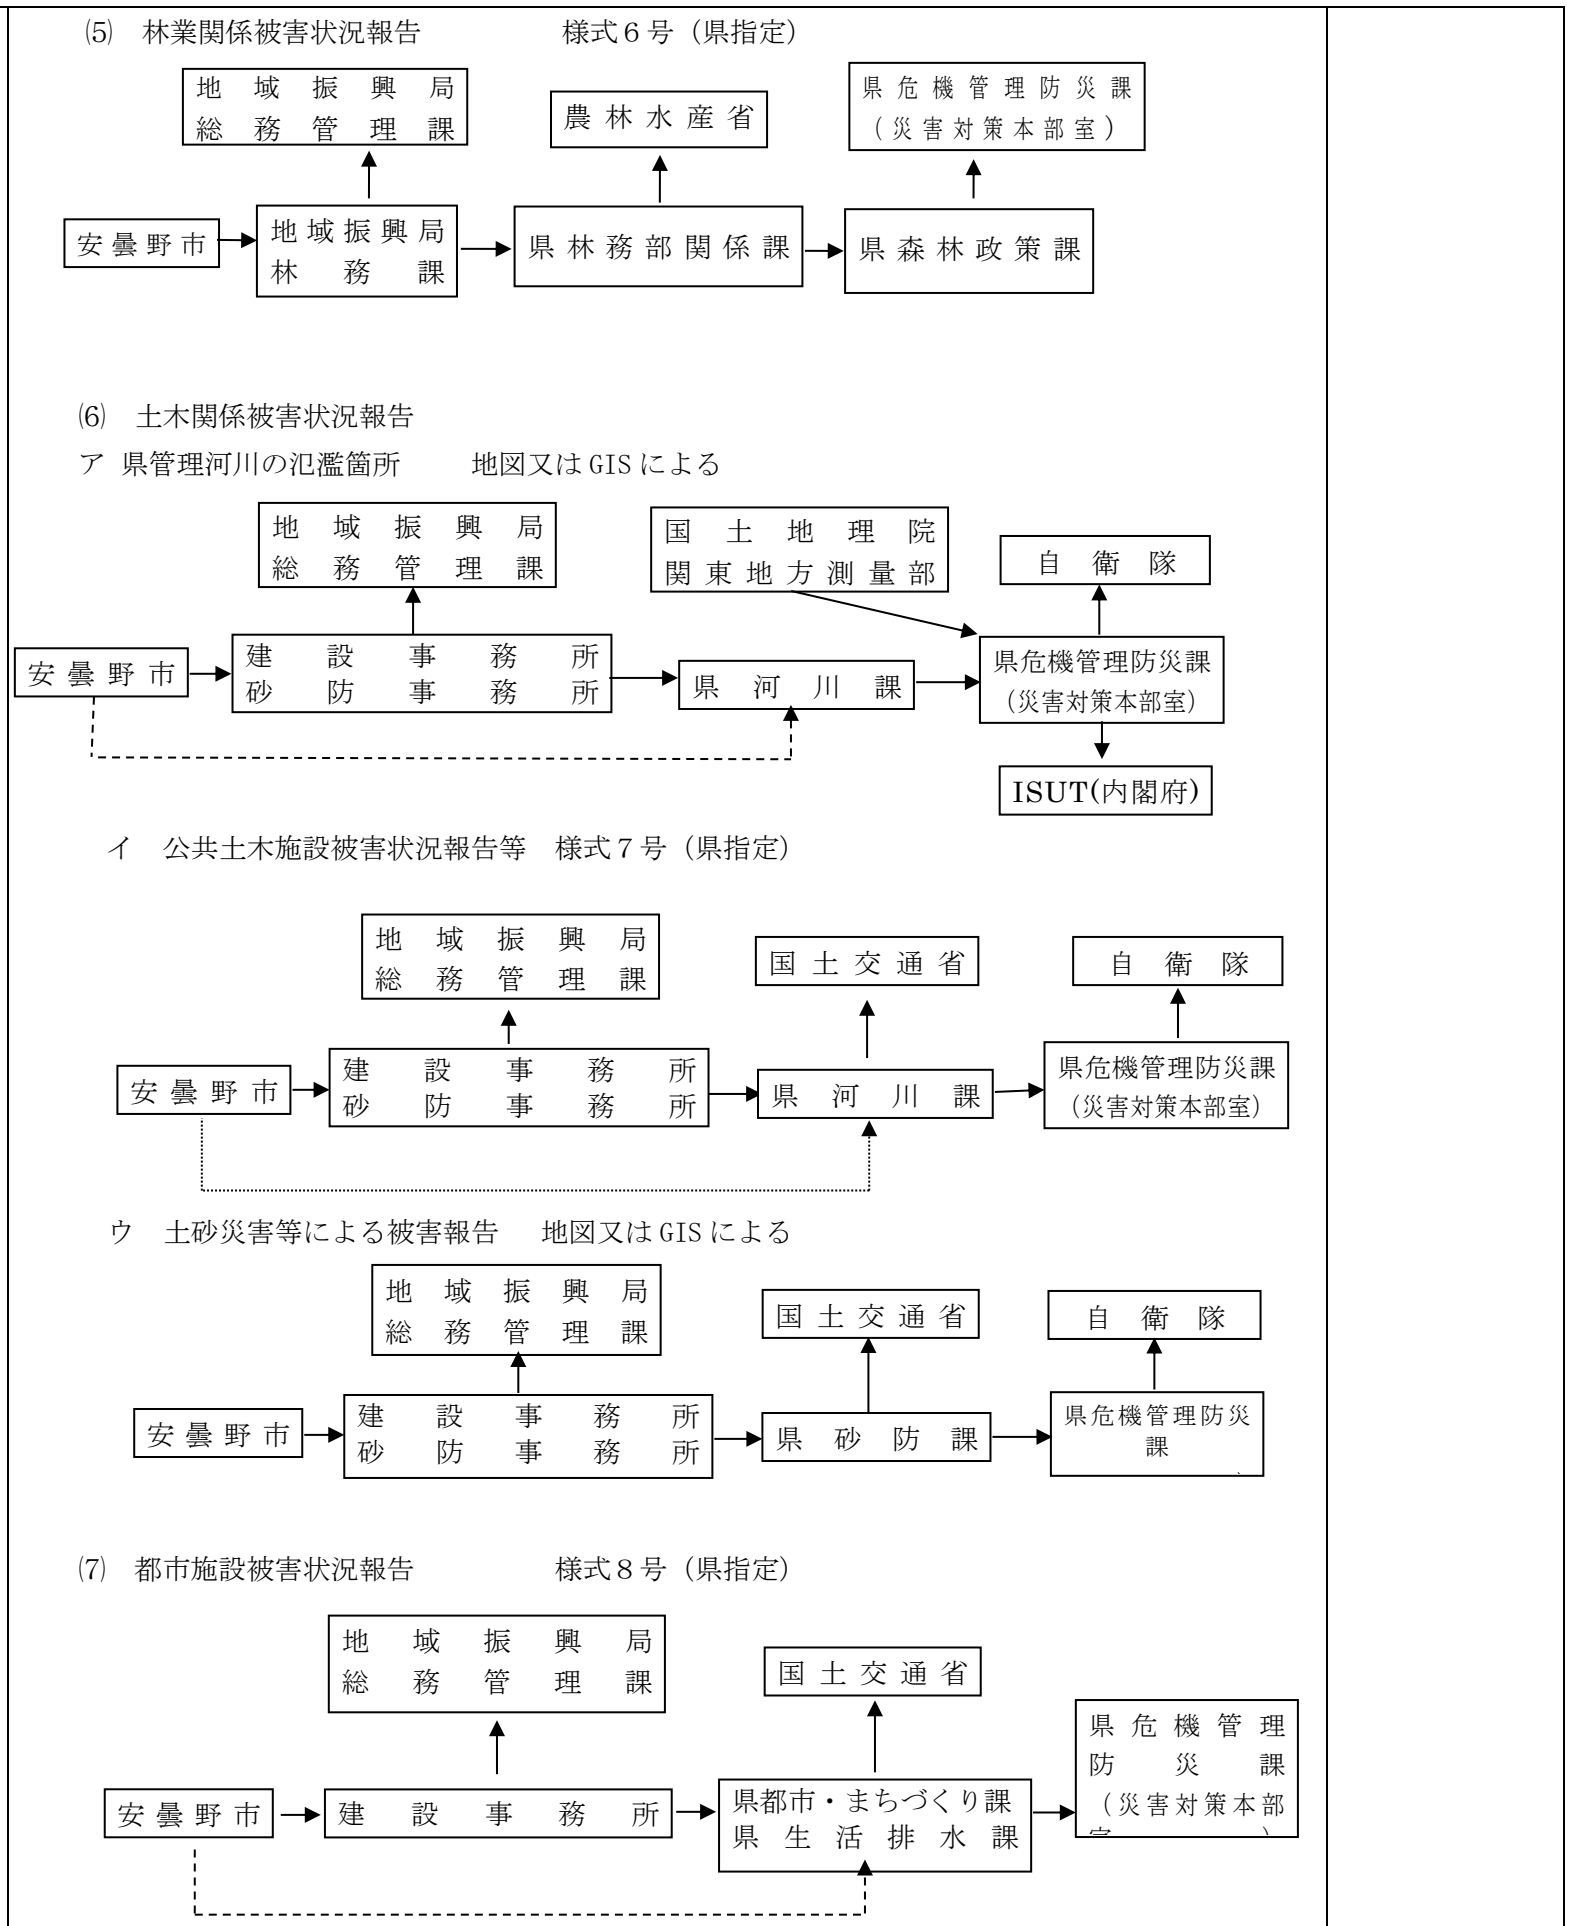 ⑸　林業関係被害状況報告　　　　　様式６号（県指定）
地域振興局
総務管理課
農林水産省
県危機管理防災課
（災害対策本部室）
安曇野市
地域振興局
林務課
県林務部関係課
県森林政策課
⑹　土木関係被害状況報告
ア 県管理河川の氾濫箇所　　地図又はGISによる
地域振興局
総務管理課
国土地理院
関東地方測量部
自衛隊
安曇野市
建設事務所
砂防事務所
県河川課
県危機管理防災課
（災害対策本部室）
ISUT(内閣府)
イ　公共土木施設被害状況報告等　様式７号（県指定）
地域振興局
総務管理課
国土交通省
自衛隊
安曇野市
建設事務所
砂防事務所
県河川課
県危機管理防災課
（災害対策本部室）
ウ　土砂災害等による被害報告　地図又はGISによる
地域振興局
総務管理課
国土交通省
自衛隊
安曇野市
建設事務所
砂防事務所
県砂防課
県危機管理防災
課
⑺　都市施設被害状況報告　　　　　様式８号（県指定）
地域振興局
総務管理課
国土交通省
安曇野市
建設事務所
県都市・まちづくり課
県生活排水課
県危機管理
防災課
（災害対策本部